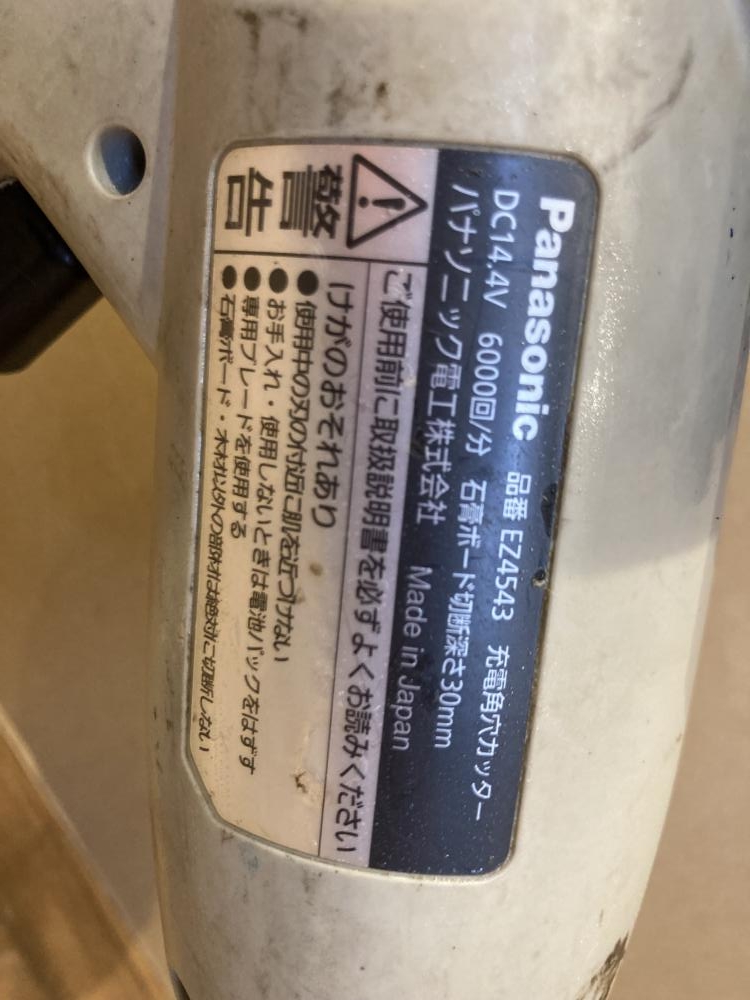 Panasonic 品番 EZ4543 充電角穴カッター
DC14.4V 6000回/分 石膏ボード切断深さ30mm
パナソニック電工株式会社 Made in Japan
警告
ご使用前に取扱説明書を必ずよくお読みください
けがのおそれあり
●使用中の刃の付近に肌を近づけない
●お手入れ・使用しないときは電池パックをはずす
●専用ブレードを使用する
●石膏ボード・木材以外の部材は絶対に切断しない